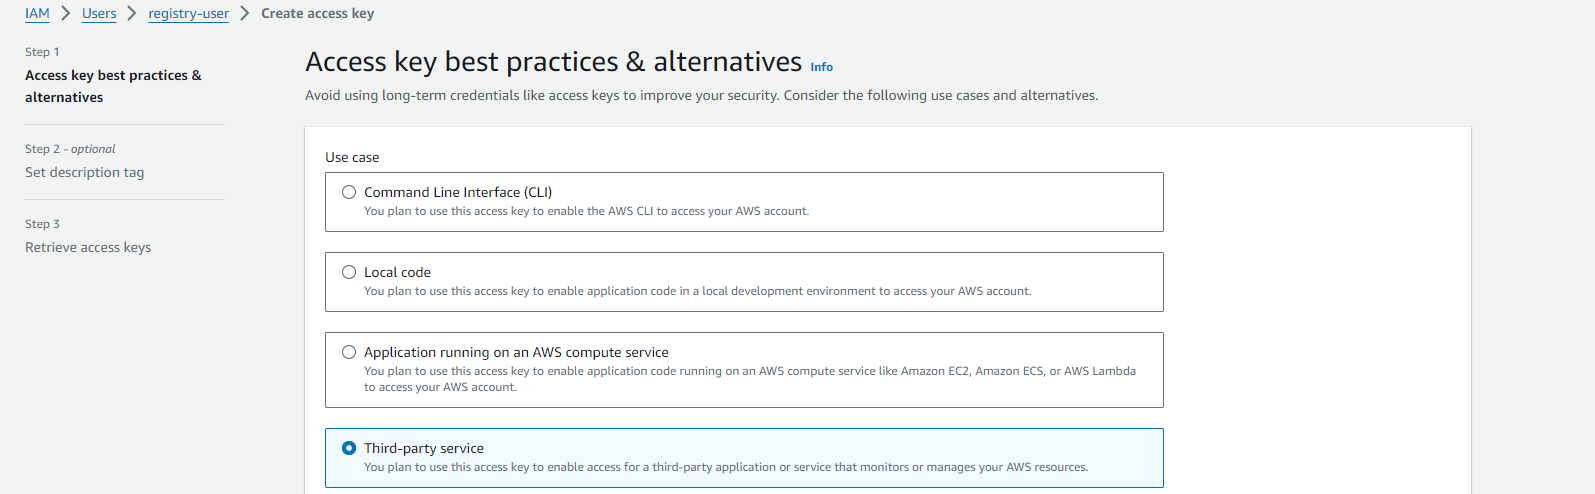 IAM > Users > registry-user > Create access key
Step 1
Access key best practices &
alternatives
Step 2 - optional
Set description tag
Step 3
Retrieve access keys
Access key best practices & alternatives Info
Avoid using long-term credentials like access keys to improve your security. Consider the following use cases and alternatives.
Use case
Command Line Interface (CLI)
You plan to use this access key to enable the AWS CLI to access your AWS account.
Local code
You plan to use this access key to enable application code in a local development environment to access your AWS account.
Application running on an AWS compute service
You plan to use this access key to enable application code running on an AWS compute service like Amazon EC2, Amazon ECS, or AWS Lambda
to access your AWS account.
Third-party service
You plan to use this access key to enable access for a third-party application or service that monitors or manages your AWS resources.